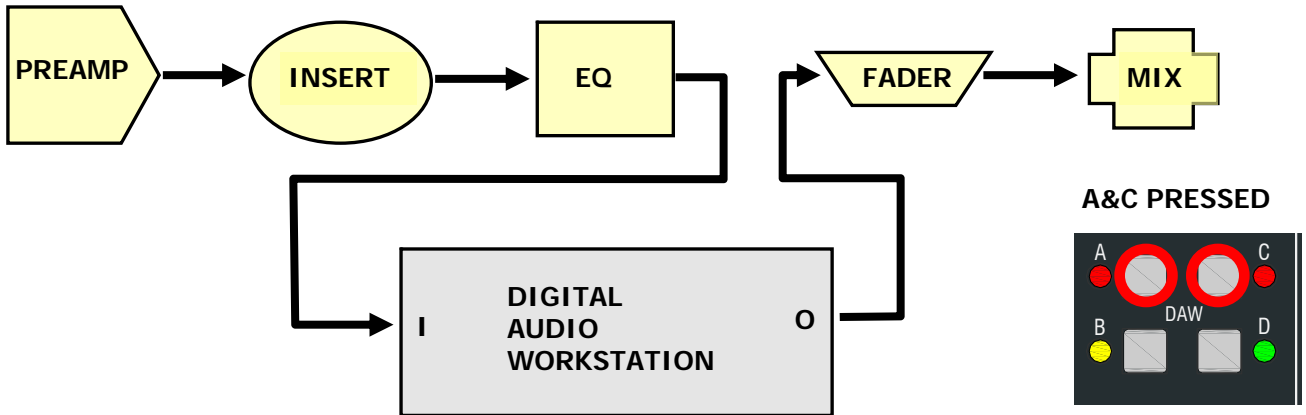 PREAMP
INSERT
EQ
FADER
MIX
I
DIGITAL
AUDIO
WORKSTATION
O
A&C PRESSED
A C
DAW
B D